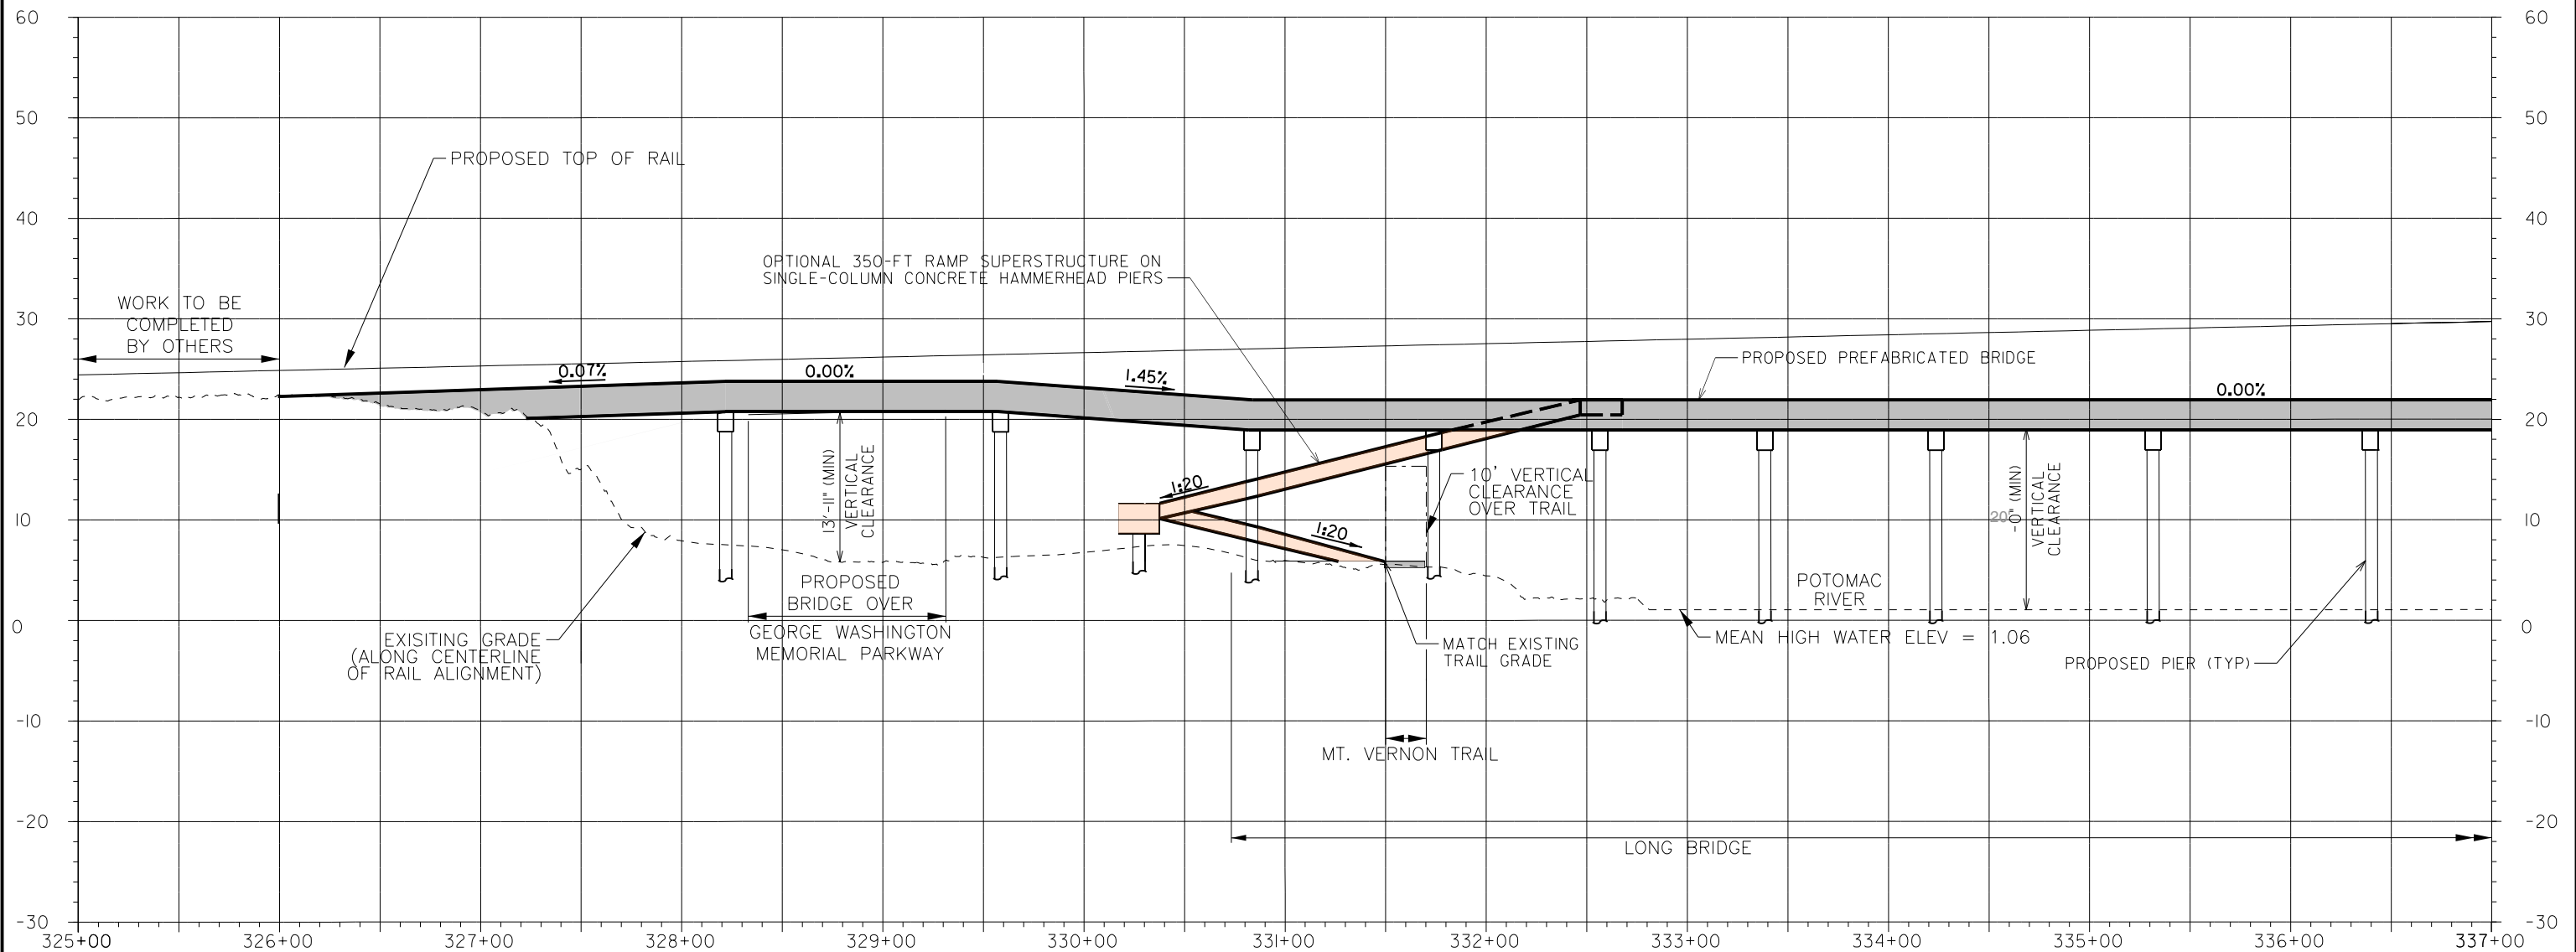 60
60
50
50
PROPOSED TOP OF RAIL
40
40
OPTIONAL 350-FT RAMP SUPERSTRUCTURE ON
SINGLE-COLUMN CONCRETE HAMMERHEAD PIERS
WORK TO BE
COMPLETED
BY OTHERS
30
30
PROPOSED PREFABRICATED BRIDGE
0.07%
0.00%
1.45%
0.00%
20
20
13'-11" (MIN)
VERTICAL
CLEARANCE
1:20
10' VERTICAL
CLEARANCE
OVER TRAIL
20'
-0" (MIN)
VERTICAL
CLEARANCE
10
10
1:20
PROPOSED
BRIDGE OVER
GEORGE WASHINGTON
MEMORIAL PARKWAY
POTOMAC
RIVER
0
0
EXISITING GRADE
(ALONG CENTERLINE
OF RAIL ALIGNMENT)
MATCH EXISTING
TRAIL GRADE
MEAN HIGH WATER ELEV = 1.06
PROPOSED PIER (TYP)
-10
-10
MT. VERNON TRAIL
-20
-20
LONG BRIDGE
-30
-30
325+00
326+00
327+00
328+00
329+00
330+00
331+00
332+00
333+00
334+00
335+00
336+00
337+00